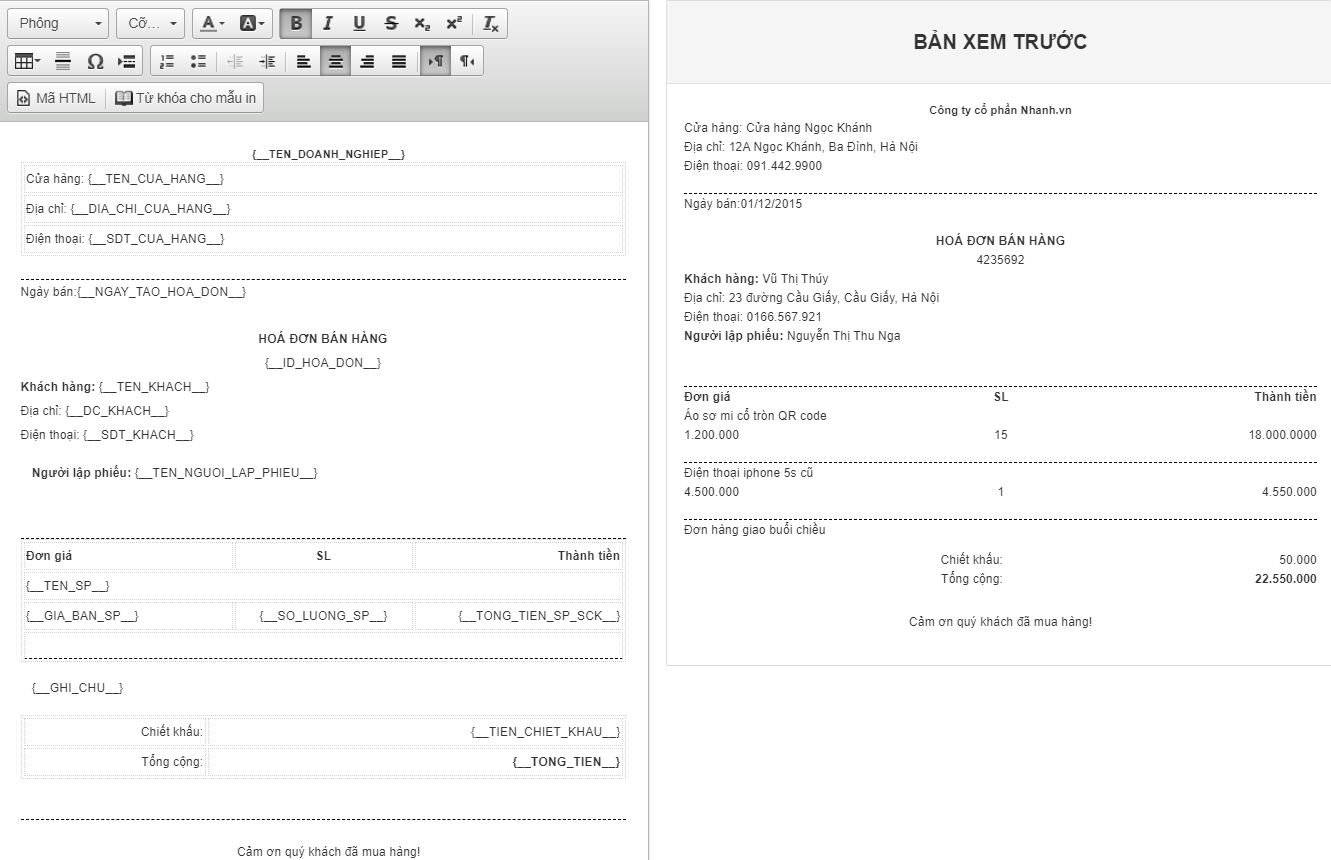 Phông
Cỡ...
Mã HTML
Từ khóa cho mẫu in
{__TEN_DOANH_NGHIEP__}
Cửa hàng: {__TEN_CUA_HANG__}
Địa chỉ: {__DIA_CHI_CUA_HANG__}
Điện thoại: {__SDT_CUA_HANG__}
Ngày bán:{__NGAY_TAO_HOA_DON__}
HOÁ ĐƠN BÁN HÀNG
{__ID_HOA_DON__}
Khách hàng: {__TEN_KHACH__}
Địa chỉ: {__DC_KHACH__}
Điện thoại: {__SDT_KHACH__}
Người lập phiếu: {__TEN_NGUOI_LAP_PHIEU__}
Đơn giá SL Thành tiền
{__TEN_SP__}
{__GIA_BAN_SP__} {__SO_LUONG_SP__} {__TONG_TIEN_SP_SCK__}
{__GHI_CHU__}
Chiết khấu: {__TIEN_CHIET_KHAU__}
Tổng cộng: {__TONG_TIEN__}
Cảm ơn quý khách đã mua hàng!
BẢN XEM TRƯỚC
Công ty cổ phần Nhanh.vn
Cửa hàng: Cửa hàng Ngọc Khánh
Địa chỉ: 12A Ngọc Khánh, Ba Đình, Hà Nội
Điện thoại: 091.442.9900
Ngày bán:01/12/2015
HOÁ ĐƠN BÁN HÀNG
4235692
Khách hàng: Vũ Thị Thúy
Địa chỉ: 23 đường Cầu Giấy, Cầu Giấy, Hà Nội
Điện thoại: 0166.567.921
Người lập phiếu: Nguyễn Thị Thu Nga
Đơn giá SL Thành tiền
Áo sơ mi cổ tròn QR code
1.200.000 15 18.000.0000
Điện thoại iphone 5s cũ
4.500.000 1 4.550.000
Đơn hàng giao buổi chiều
Chiết khấu: 50.000
Tổng cộng: 22.550.000
Cảm ơn quý khách đã mua hàng!